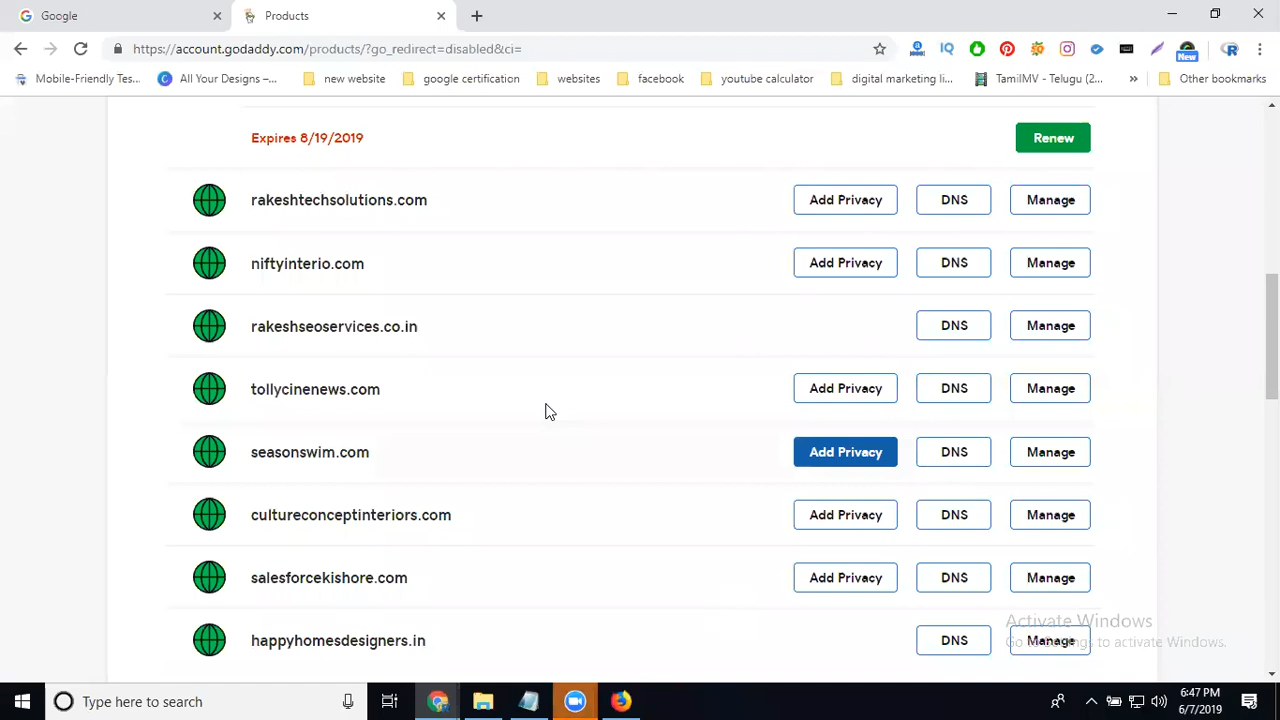 Google
Products
https://account.godaddy.com/products/?go_redirect=disabled&ci=
New
Mobile-Friendly Tes...
All Your Designs –...
new website
google certification
websites
facebook
youtube calculator
digital marketing li...
TamilMV - Telugu (2...
»
Other bookmarks
Expires 8/19/2019
Renew
rakeshtechsolutions.com
Add Privacy
DNS
Manage
niftyinterio.com
Add Privacy
DNS
Manage
rakeshseoservices.co.in
DNS
Manage
tollycinenews.com
Add Privacy
DNS
Manage
seasonswim.com
Add Privacy
DNS
Manage
cultureconceptinteriors.com
Add Privacy
DNS
Manage
salesforcekishore.com
Add Privacy
DNS
Manage
happyhomesdesigners.in
DNS
Manage
Activate Windows
Go to Settings to activate Windows.
Type here to search
6:47 PM
6/7/2019